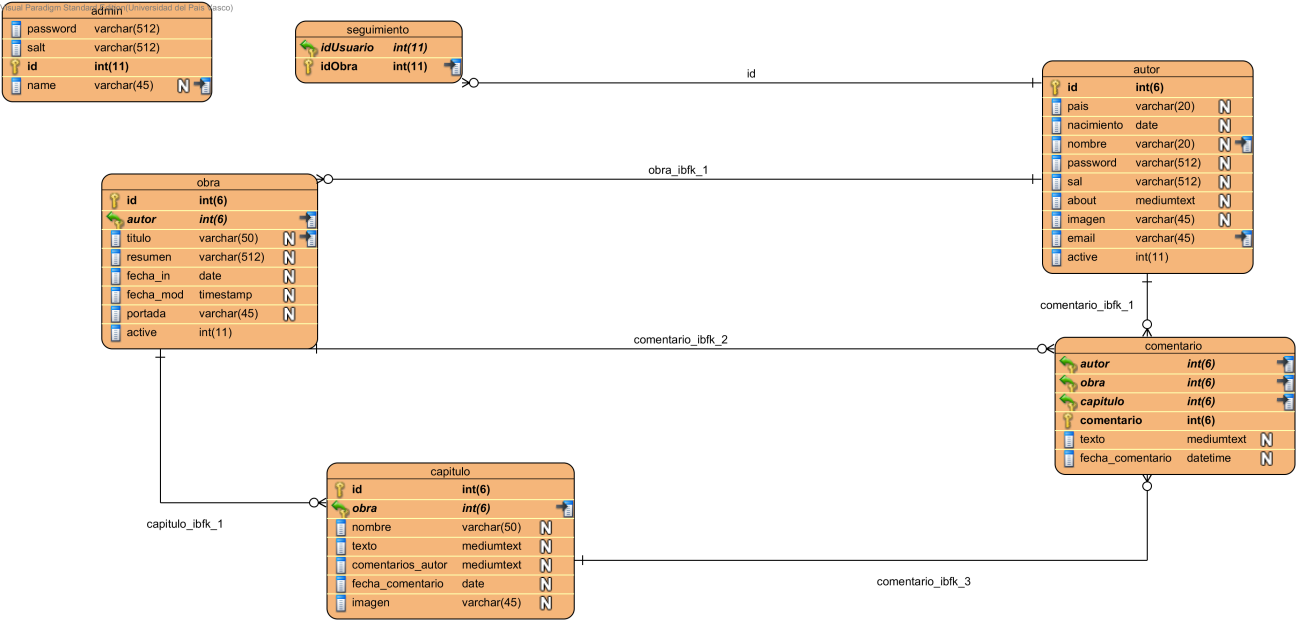 Visual Paradigm Standard Edition(Universidad del Pais Vasco)
admin
password varchar(512)
salt varchar(512)
id int(11)
name varchar(45) N
seguimiento
idUsuario int(11)
idObra int(11)
id
autor
id int(6)
pais varchar(20) N
nacimiento date N
nombre varchar(20) N
password varchar(512) N
sal varchar(512) N
about mediumtext N
imagen varchar(45) N
email varchar(45)
active int(11)
obra_ibfk_1
obra
id int(6)
autor int(6)
titulo varchar(50) N
resumen varchar(512) N
fecha_in date N
fecha_mod timestamp N
portada varchar(45) N
active int(11)
comentario_ibfk_1
comentario_ibfk_2
comentario
autor int(6)
obra int(6)
capitulo int(6)
comentario int(6)
texto mediumtext N
fecha_comentario datetime N
capitulo_ibfk_1
capitulo
id int(6)
obra int(6)
nombre varchar(50) N
texto mediumtext N
comentarios_autor mediumtext N
fecha_comentario date N
imagen varchar(45) N
comentario_ibfk_3